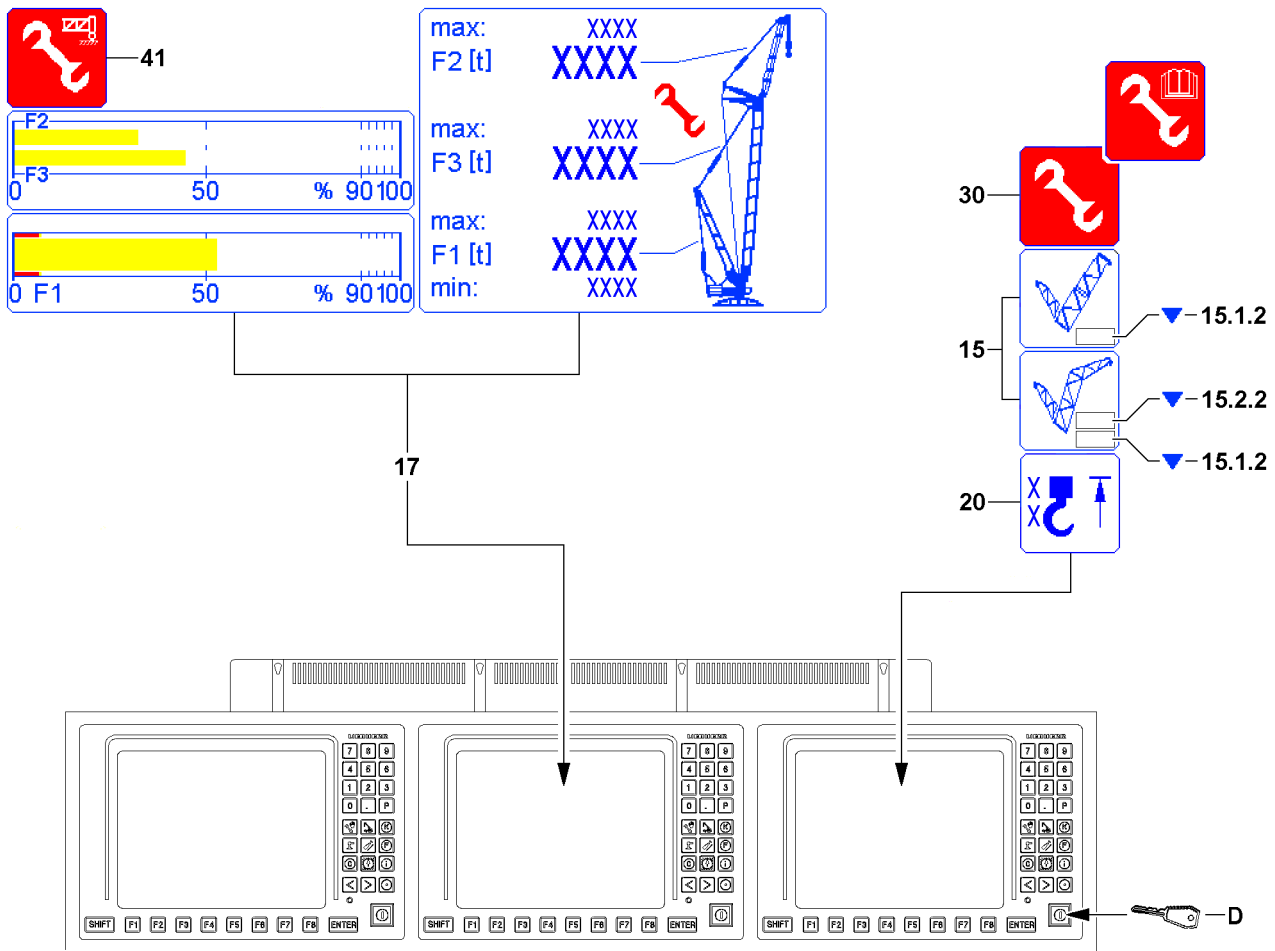 41
F2
F3
0 50 % 90 100
0 F1 50 % 90 100
max: XXXX
F2 [t] XXXX
max: XXXX
F3 [t] XXXX
max: XXXX
F1 [t] XXXX
min: XXXX
17
30
15
15.1.2
15.2.2
15.1.2
20
X
X
LIEBHERR
7 8 9
4 5 6
1 2 3
0 . P
K
F
i
< >
SHIFT F1 F2 F3 F4 F5 F6 F7 F8 ENTER
LIEBHERR
7 8 9
4 5 6
1 2 3
0 . P
K
F
i
< >
SHIFT F1 F2 F3 F4 F5 F6 F7 F8 ENTER
LIEBHERR
7 8 9
4 5 6
1 2 3
0 . P
K
F
i
< >
SHIFT F1 F2 F3 F4 F5 F6 F7 F8 ENTER
D